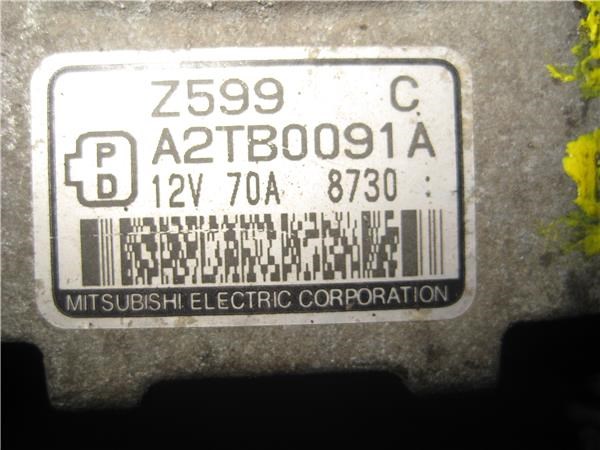 Z599 C
A2TB0091A
P
D
12V 70A 8730 :
MITSUBISHI ELECTRIC CORPORATION